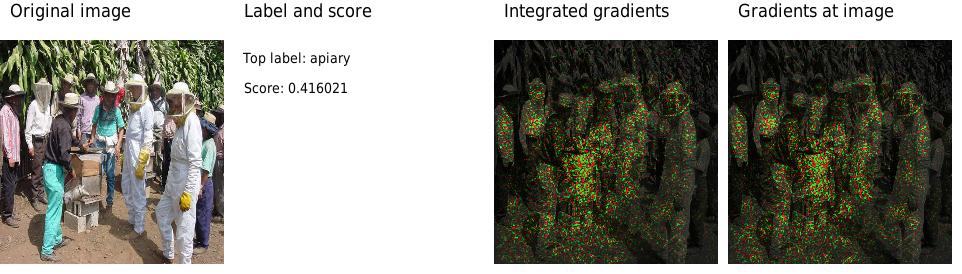 Original image
Label and score
Integrated gradients
Gradients at image
Top label: apiary
Score: 0.416021